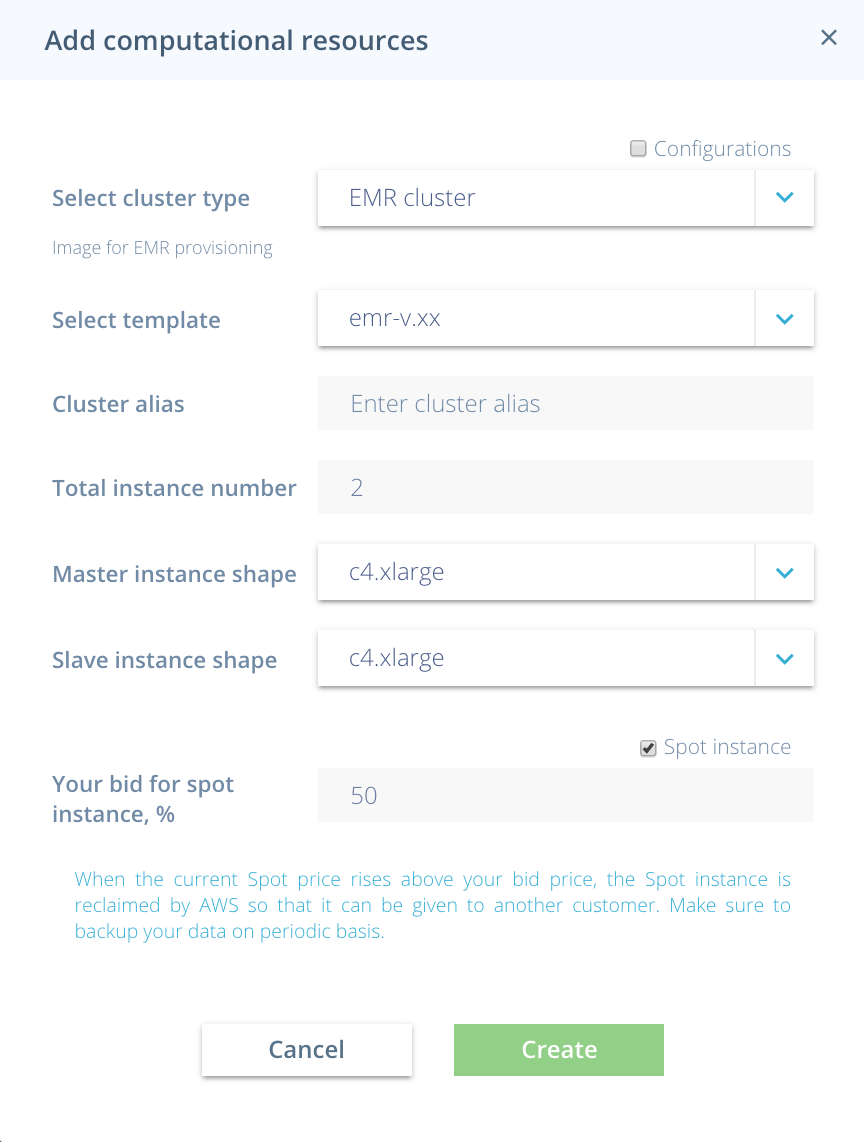 Add computational resources
Configurations
Select cluster type
EMR cluster
Image for EMR provisioning
Select template
emr-v.xx
Cluster alias
Enter cluster alias
Total instance number
2
Master instance shape
c4.xlarge
Slave instance shape
c4.xlarge
Spot instance
Your bid for spot
instance, %
50
When the current Spot price rises above your bid price, the Spot instance is
reclaimed by AWS so that it can be given to another customer. Make sure to
backup your data on periodic basis.
Cancel
Create